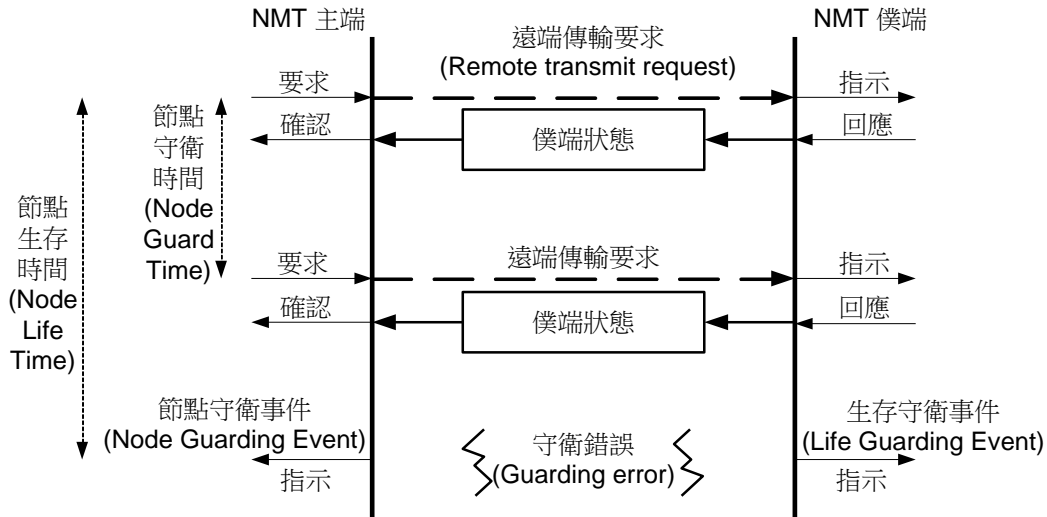 NMT 主端
NMT 僕端
遠端傳輸要求
(Remote transmit request)
要求
指示
確認
僕端狀態
回應
節點
守衛
時間
(Node
Guard
Time)
節點
生存
時間
(Node
Life
Time)
遠端傳輸要求
要求
指示
確認
僕端狀態
回應
節點守衛事件
(Node Guarding Event)
指示
守衛錯誤
(Guarding error)
生存守衛事件
(Life Guarding Event)
指示